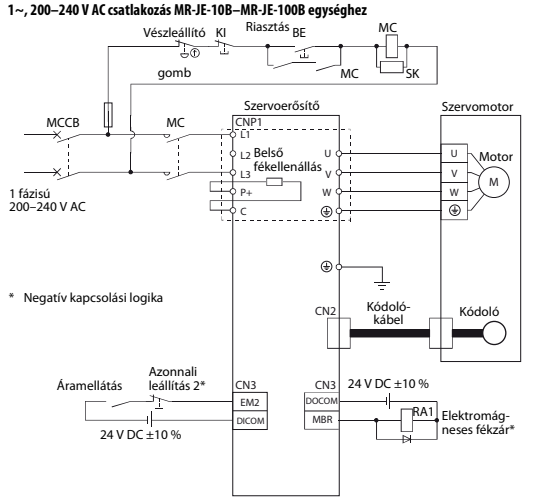 1~, 200–240 V AC csatlakozás MR-JE-10B–MR-JE-100B egységhez
Vészleállító
KI
Riasztás
BE
MC
gomb
MC
SK
MCCB
MC
Szervoerősítő
Szervomotor
CNP1
L1
L2
Belső
fékellenállás
L3
P+
C
U
V
W
U
V
W
Motor
M
1 fázisú
200–240 V AC
* Negatív kapcsolási logika
CN2
Kódoló-
kábel
Kódoló
Áramellátás
Azonnali
leállítás 2*
CN3
EM2
DICOM
24 V DC ±10 %
CN3
DOCOM
MBR
24 V DC ±10 %
RA1
Elektromág-
neses fékzár*